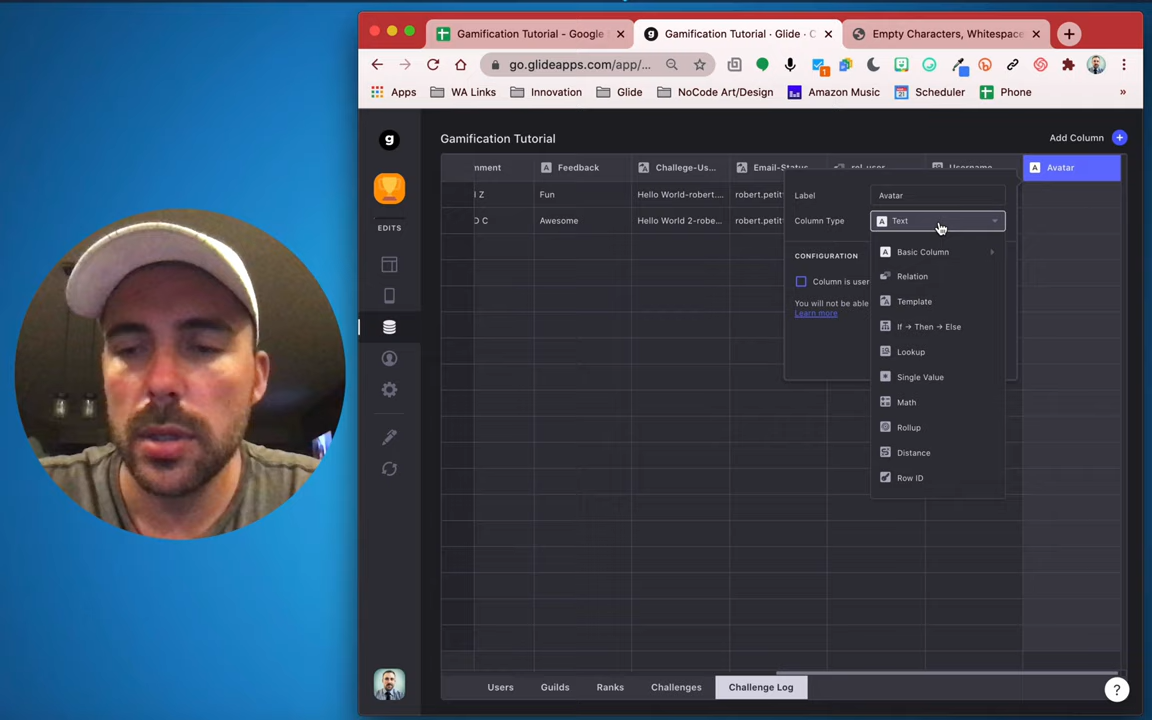 Gamification Tutorial - Google
Gamification Tutorial · Glide · C
Empty Characters, Whitespace
go.glideapps.com/app/...
Apps
WA Links
Innovation
Glide
NoCode Art/Design
Amazon Music
Scheduler
Phone
»
g
Gamification Tutorial
Add Column
EDITS
nment
Feedback
Challege-Us...
Email-Status
rel_user
Username
Avatar
I Z
Fun
Hello World-robert....
robert.petit
O C
Awesome
Hello World 2-robe...
robert.petit
Label
Avatar
Column Type
Text
CONFIGURATION
Column is user
You will not be able
Learn more
Basic Column
Relation
Template
If → Then → Else
Lookup
Single Value
Math
Rollup
Distance
Row ID
Users
Guilds
Ranks
Challenges
Challenge Log
?